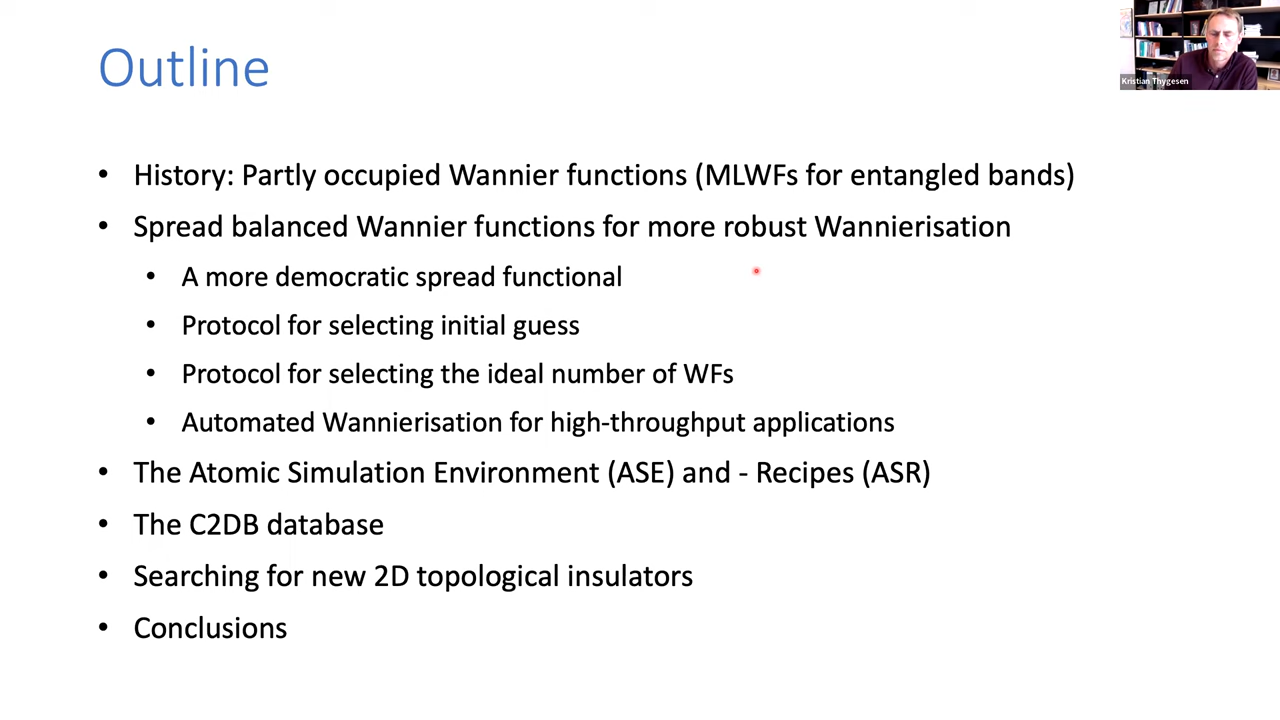 Outline
Kristian Thygesen
• History: Partly occupied Wannier functions (MLWFs for entangled bands)
• Spread balanced Wannier functions for more robust Wannierisation
• A more democratic spread functional
• Protocol for selecting initial guess
• Protocol for selecting the ideal number of WFs
• Automated Wannierisation for high-throughput applications
• The Atomic Simulation Environment (ASE) and - Recipes (ASR)
• The C2DB database
• Searching for new 2D topological insulators
• Conclusions